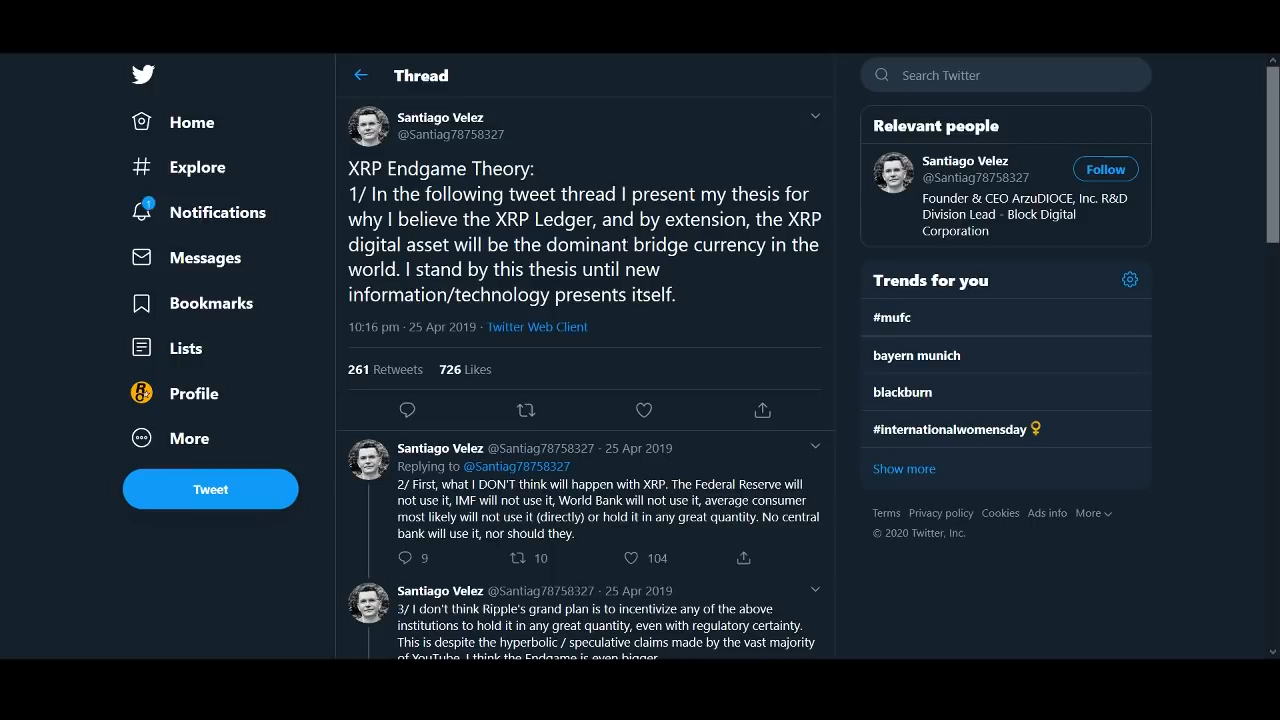 Home
Explore
1
Notifications
Messages
Bookmarks
Lists
Profile
More
Tweet
Thread
Santiago Velez
@Santiag78758327
XRP Endgame Theory:
1/ In the following tweet thread I present my thesis for
why I believe the XRP Ledger, and by extension, the XRP
digital asset will be the dominant bridge currency in the
world. I stand by this thesis until new
information/technology presents itself.
10:16 pm · 25 Apr 2019 · Twitter Web Client
261 Retweets 726 Likes
Santiago Velez @Santiag78758327 · 25 Apr 2019
Replying to @Santiag78758327
2/ First, what I DON'T think will happen with XRP. The Federal Reserve will
not use it, IMF will not use it, World Bank will not use it, average consumer
most likely will not use it (directly) or hold it in any great quantity. No central
bank will use it, nor should they.
9 10 104
Santiago Velez @Santiag78758327 · 25 Apr 2019
3/ I don't think Ripple's grand plan is to incentivize any of the above
institutions to hold it in any great quantity, even with regulatory certainty.
This is despite the hyperbolic / speculative claims made by the vast majority
of YouTube. I think the Endgame is even bigger
Search Twitter
Relevant people
Santiago Velez
@Santiag78758327
Follow
Founder & CEO ArzuDIOCE, Inc. R&D
Division Lead - Block Digital
Corporation
Trends for you
#mufc
bayern munich
blackburn
#internationalwomensday
Show more
Terms Privacy policy Cookies Ads info More
© 2020 Twitter, Inc.